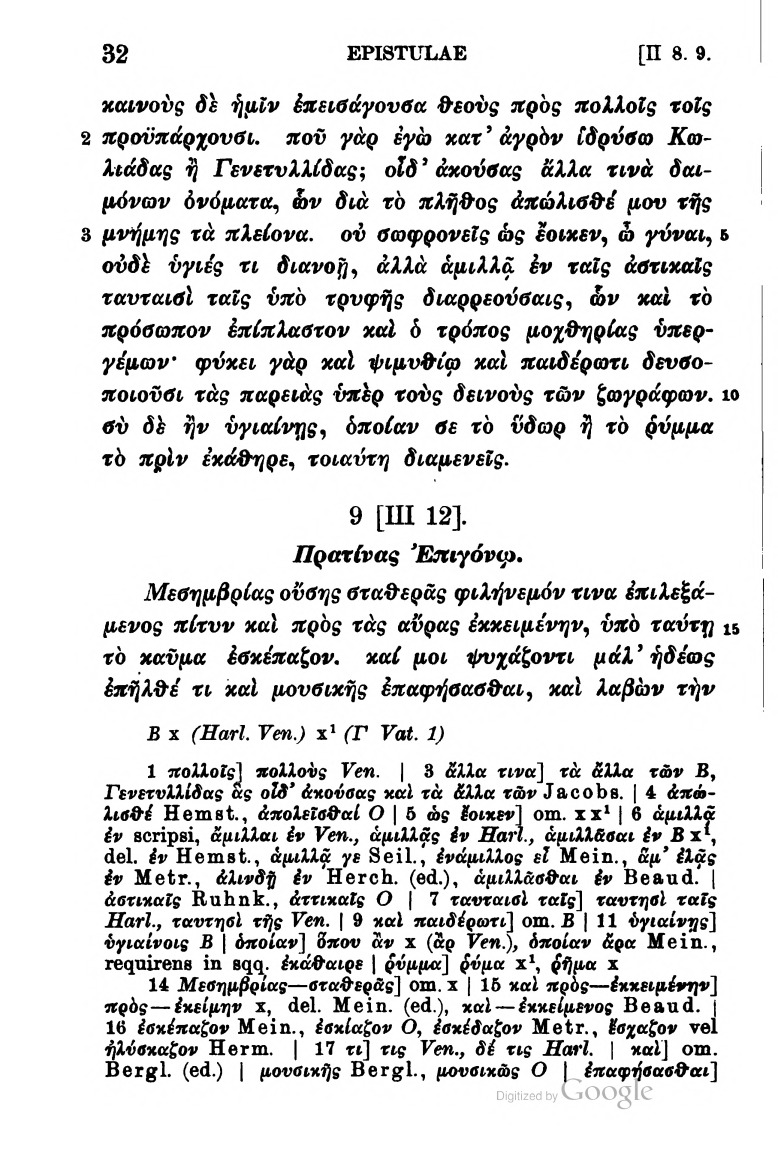 32 EPISTULAE [II 8. 9.
καινοὺς δὲ ἡμῖν ἐπεισάγουσα θεοὺς πρὸς πολλοῖς τοῖς
2 προϋπάρχουσι. ποῦ γὰρ ἐγὼ κατ’ ἀγρὸν ἱδρύσω Κω-
λιάδας ἢ Γενετυλλίδας; οἶδ’ ἀκούσας ἄλλα τινὰ δαι-
μόνων ὀνόματα, ὧν διὰ τὸ πλῆθος ἀπώλισθέ μου τῆς
3 μνήμης τὰ πλείονα. οὐ σωφρονεῖς ὡς ἔοικεν, ὦ γύναι, 5
οὐδὲ ὑγιές τι διανοῇ, ἀλλὰ ἁμιλλᾷ ἐν ταῖς ἀστικαῖς
ταυταισὶ ταῖς ὑπὸ τρυφῆς διαρρεούσαις, ὧν καὶ τὸ
πρόσωπον ἐπίπλαστον καὶ ὁ τρόπος μοχθηρίας ὑπερ-
γέμων· φύκει γὰρ καὶ ψιμυθίῳ καὶ παιδέρωτι δευσο-
ποιοῦσι τὰς παρειὰς ὑπὲρ τοὺς δεινοὺς τῶν ζωγράφων. 10
σὺ δὲ ἢν ὑγιαίνῃς, ὁποίαν σε τὸ ὕδωρ ἢ τὸ ῥύμμα
τὸ πρὶν ἐκάθηρε, τοιαύτη διαμενεῖς.
9 [III 12].
Πρατίνας Ἐπιγόνῳ.
Μεσημβρίας οὔσης σταθερᾶς φιλήνεμόν τινα ἐπιλεξά-
μενος πίτυν καὶ πρὸς τὰς αὔρας ἐκκειμένην, ὑπὸ ταύτῃ 15
τὸ καῦμα ἐσκέπαζον. καί μοι ψυχάζοντι μάλ’ ἡδέως
ἐπῆλθέ τι καὶ μουσικῆς ἐπαφήσασθαι, καὶ λαβὼν τὴν
B x (Harl. Ven.) x¹ (Γ Vat. 1)
1 πολλοῖς] πολλοὺς Ven. | 3 ἄλλα τινα] τὰ ἄλλα τῶν B,
Γενετυλλίδας ἃς οἶδ’ ἀκούσας καὶ τὰ ἄλλα τῶν Jacobs. | 4 ἀπώ-
λισθέ Hemst., ἀπολεῖσθαί O | 5 ὡς ἔοικεν] om. x x¹ | 6 ἁμιλλᾷ
ἐν scripsi, ἅμιλλαι ἐν Ven., ἁμιλλᾷς ἐν Harl., ἁμιλλᾶσαι ἐν B x¹,
del. ἐν Hemst., ἁμιλλᾷ γε Seil., ἐνάμιλλος εἶ Mein., ἅμ’ ἐλᾷς
ἐν Metr., ἀλινδῇ ἐν Herch. (ed.), ἁμιλλᾶσθαι ἐν Beaud. |
ἀστικαῖς Ruhnk., ἀττικαῖς O | 7 ταυταισὶ ταῖς] ταυτησὶ ταῖς
Harl., ταυτησὶ τῆς Ven. | 9 καὶ παιδέρωτι] om. B | 11 ὑγιαίνῃς]
ὑγιαίνοις B | ὁποίαν] ὅπου ἂν x (ἂρ Ven.), ὁποίαν ἄρα Mein.,
requirens in sqq. ἐκάθαιρε | ῥύμμα] ῥύμα x¹, ῥῆμα x
14 Μεσημβρίας—σταθερᾶς] om. x | 15 καὶ πρὸς—ἐκκειμένην]
πρὸς—ἐκείμην x, del. Mein. (ed.), καὶ—ἐκκείμενος Beaud. |
16 ἐσκέπαζον Mein., ἐσκίαζον O, ἐσκέδαζον Metr., ἔσχαζον vel
ἠλύσκαζον Herm. | 17 τι] τις Ven., δέ τις Harl. | καὶ] om.
Bergl. (ed.) | μουσικῆς Bergl., μουσικῶς O | ἐπαφήσασθαι]
Digitized by Google